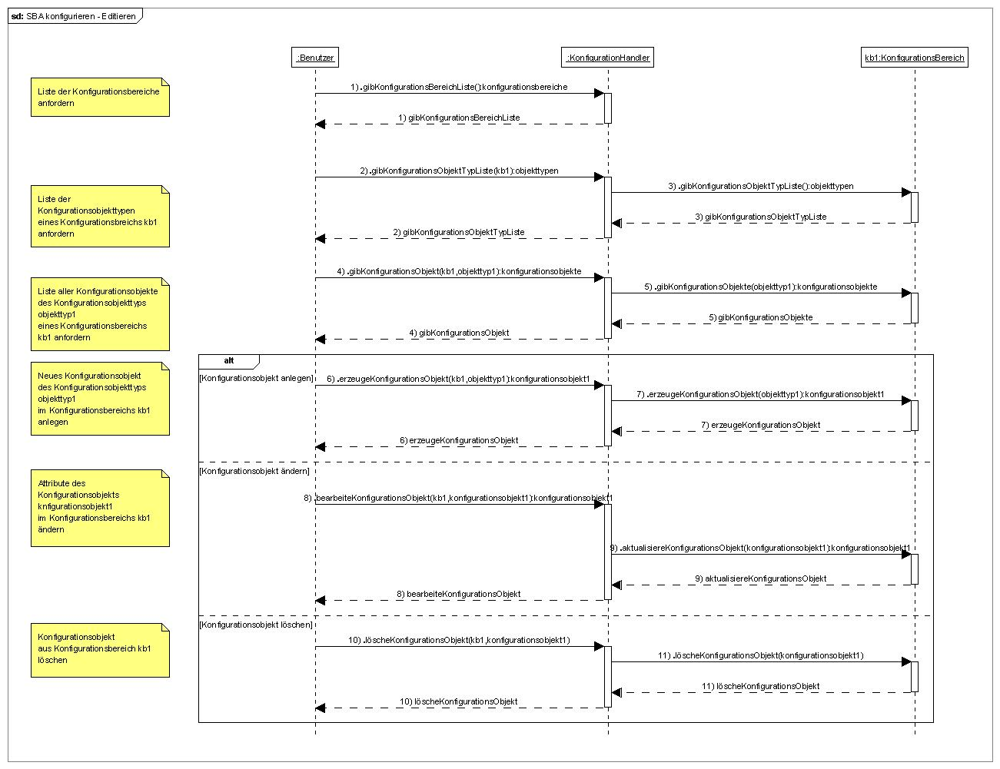 sd: SBA konfigurieren - Editieren
:Benutzer
:KonfigurationHandler
kb1:KonfigurationsBereich
Liste der Konfigurationsbereiche
anfordern
1) .gibKonfigurationsBereichListe():konfigurationsbereiche
1) gibKonfigurationsBereichListe
2) .gibKonfigurationsObjektTypListe(kb1):objekttypen
Liste der
Konfigurationsobjekttypen
eines Konfigurationsbreichs kb1
anfordern
3) .gibKonfigurationsObjektTypListe():objekttypen
3) gibKonfigurationsObjektTypListe
2) gibKonfigurationsObjektTypListe
Liste aller Konfigurationsobjekte
des Konfigurationsobjekttyps
objekttyp1
eines Konfigurationsbereichs
kb1 anfordern
4) .gibKonfigurationsObjekt(kb1,objekttyp1):konfigurationsobjekte
5) .gibKonfigurationsObjekte(objekttyp1):konfigurationsobjekte
5) gibKonfigurationsObjekte
4) gibKonfigurationsObjekt
alt
Neues Konfigurationsobjekt
des Konfigurationsobjekttyps
objekttyp1
im Konfigurationsbereichs kb1
anlegen
[Konfigurationsobjekt anlegen]
6) .erzeugeKonfigurationsObjekt(kb1,objekttyp1):konfigurationsobjekt1
7) .erzeugeKonfigurationsObjekt(objekttyp1):konfigurationsobjekt1
7) erzeugeKonfigurationsObjekt
6) erzeugeKonfigurationsObjekt
Attribute des
Konfigurationsobjekts
knfigurationsobjekt1
im Konfigurationsbereichs kb1
ändern
[Konfigurationsobjekt ändern]
8) .bearbeiteKonfigurationsObjekt(kb1,konfigurationsobjekt1):konfigurationsobjekt1
9) .aktualisiereKonfigurationsObjekt(konfigurationsobjekt1):konfigurationsobjekt1
9) aktualisiereKonfigurationsObjekt
8) bearbeiteKonfigurationsObjekt
Konfigurationsobjekt
aus Konfigurationsbereich kb1
löschen
[Konfigurationsobjekt löschen]
10) .löscheKonfigurationsObjekt(kb1,konfigurationsobjekt1)
11) .löscheKonfigurationsObjekt(konfigurationsobjekt1)
11) löscheKonfigurationsObjekt
10) löscheKonfigurationsObjekt